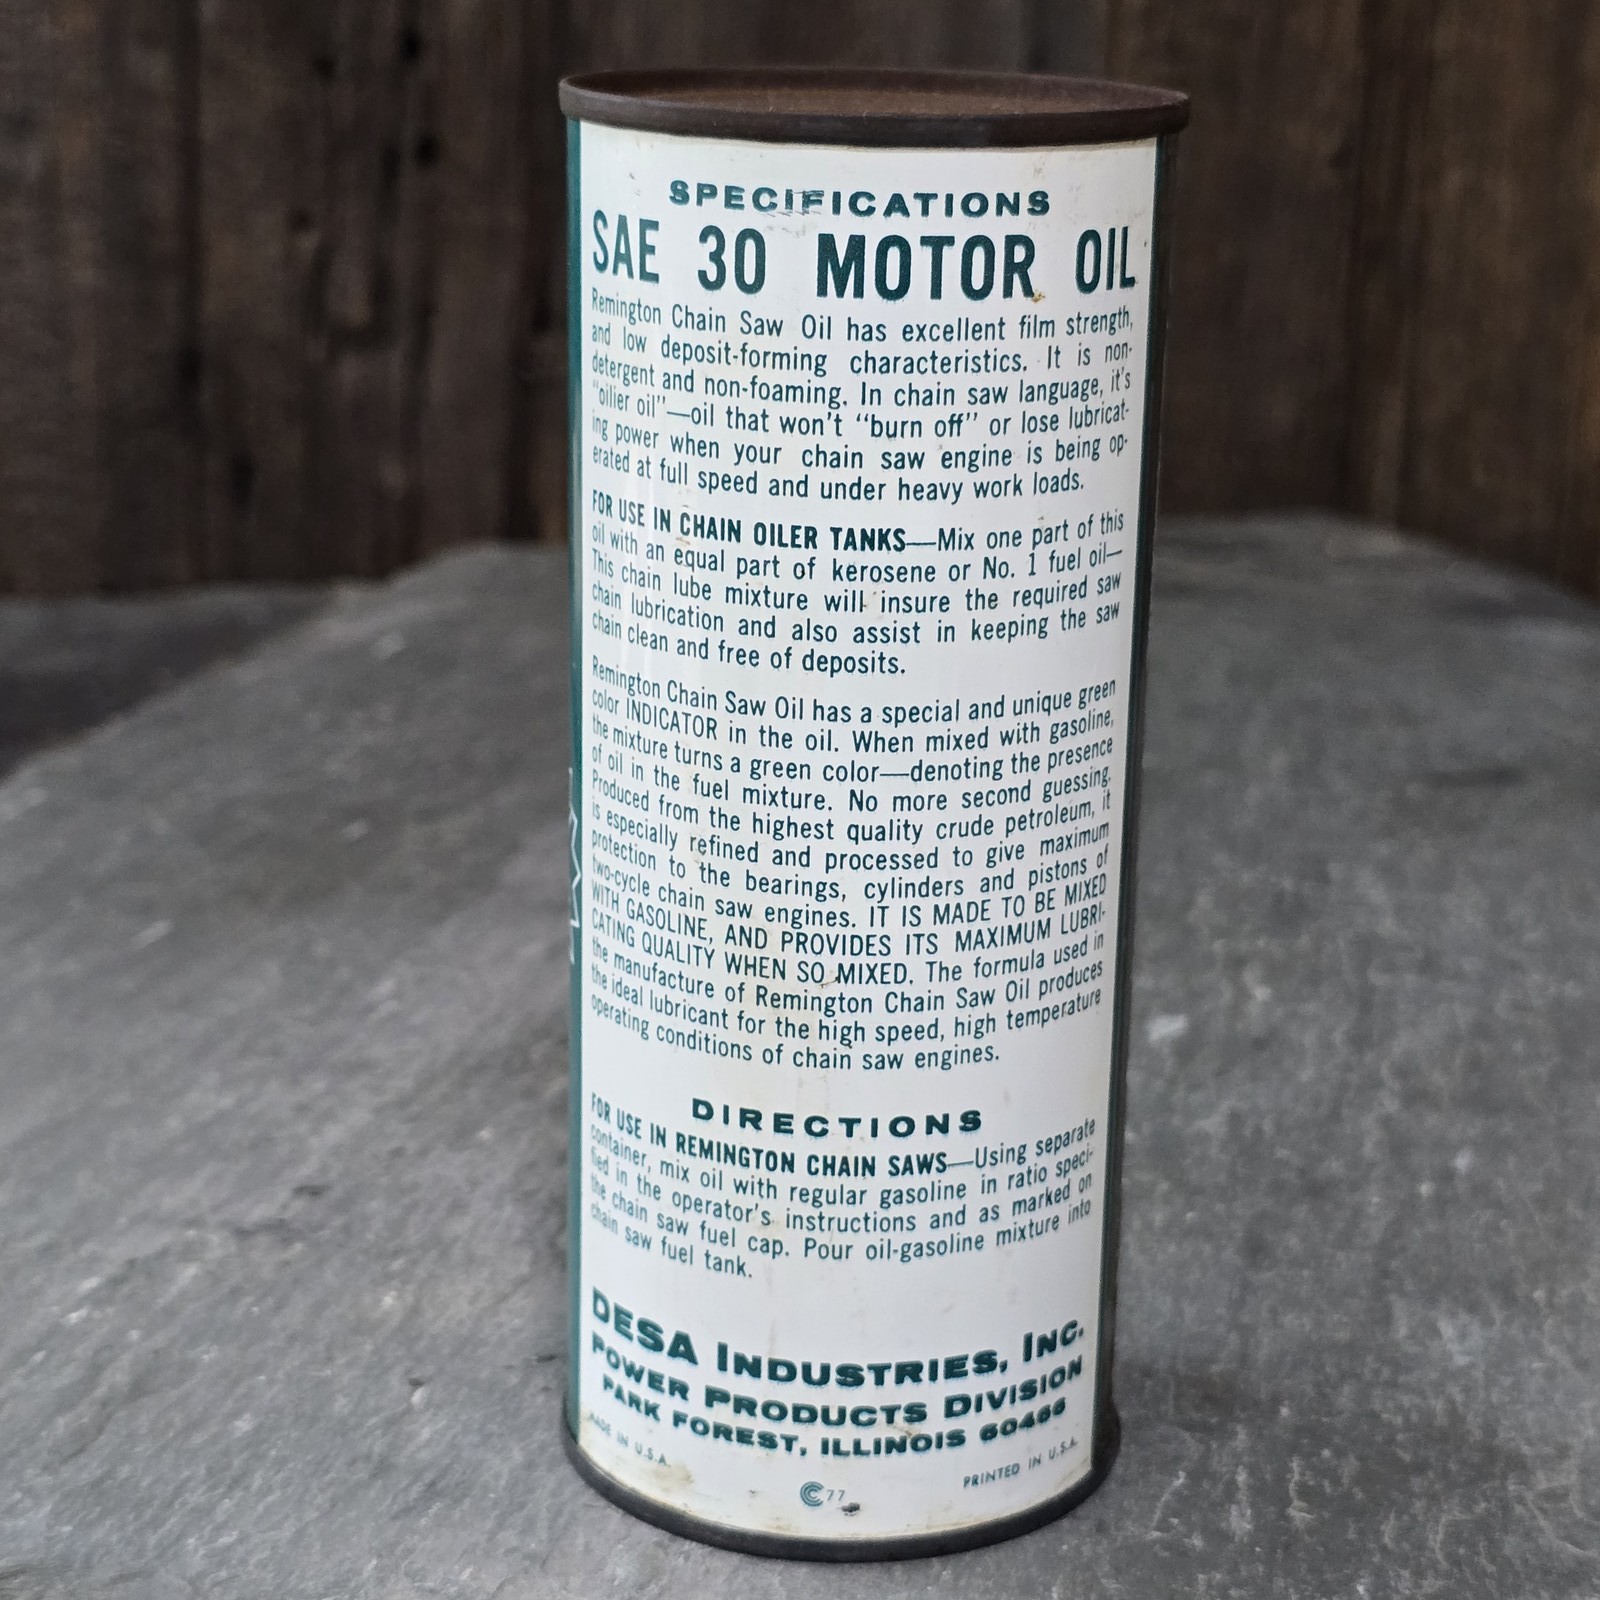 SPECIFICATIONS
SAE 30 MOTOR OIL
Remington Chain Saw Oil has excellent film strength,
and low deposit-forming characteristics. It is non-
detergent and non-foaming. In chain saw language, it's
"oilier oil"—oil that won't "burn off" or lose lubricat-
ing power when your chain saw engine is being op-
erated at full speed and under heavy work loads.
FOR USE IN CHAIN OILER TANKS—Mix one part of this
oil with an equal part of kerosene or No. 1 fuel oil—
This chain lube mixture will insure the required saw
chain lubrication and also assist in keeping the saw
chain clean and free of deposits.
Remington Chain Saw Oil has a special and unique green
color INDICATOR in the oil. When mixed with gasoline,
the mixture turns a green color—denoting the presence
of oil in the fuel mixture. No more second guessing.
Produced from the highest quality crude petroleum, it
is especially refined and processed to give maximum
protection to the bearings, cylinders and pistons of
two-cycle chain saw engines. IT IS MADE TO BE MIXED
WITH GASOLINE, AND PROVIDES ITS MAXIMUM LUBRI-
CATING QUALITY WHEN SO MIXED. The formula used in
the manufacture of Remington Chain Saw Oil produces
the ideal lubricant for the high speed, high temperature
operating conditions of chain saw engines.
DIRECTIONS
FOR USE IN REMINGTON CHAIN SAWS—Using separate
container, mix oil with regular gasoline in ratio speci-
fied in the operator's instructions and as marked on
the chain saw fuel cap. Pour oil-gasoline mixture into
chain saw fuel tank.
DESA INDUSTRIES, INC.
POWER PRODUCTS DIVISION
PARK FOREST, ILLINOIS 60466
MADE IN U.S.A.
PRINTED IN U.S.A.
77